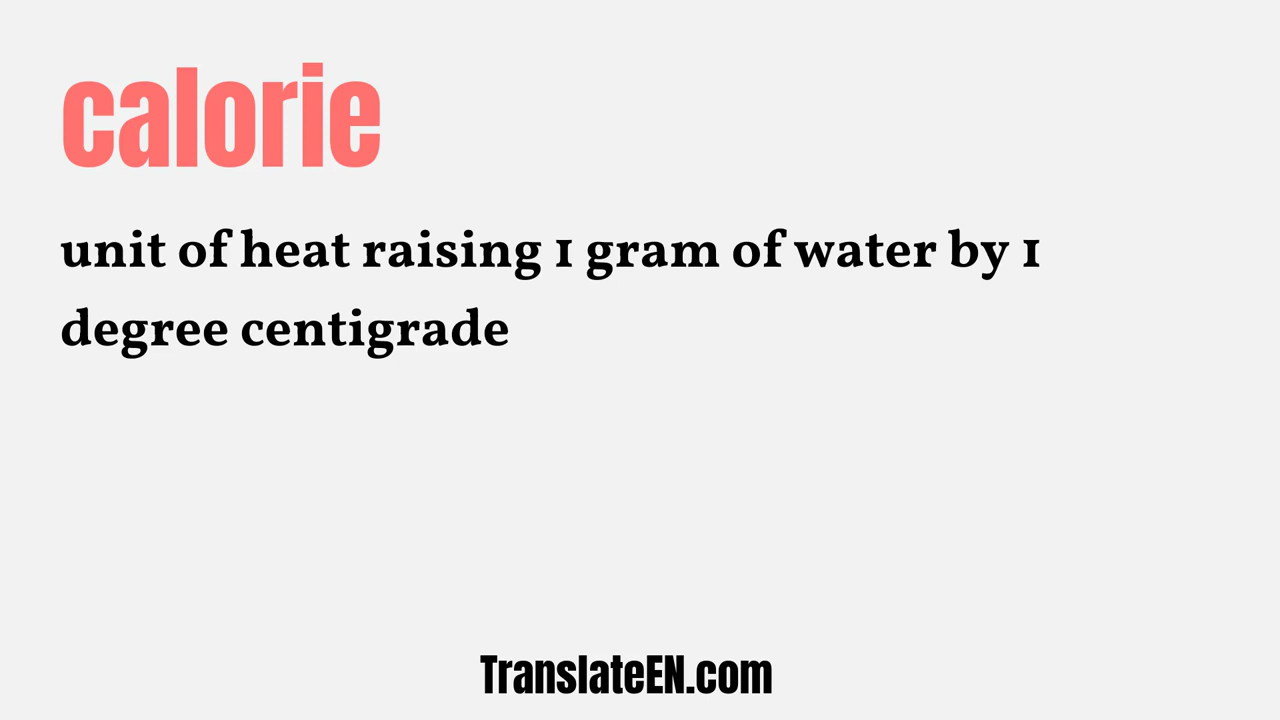 calorie
unit of heat raising 1 gram of water by 1
degree centigrade
TranslateEN.com